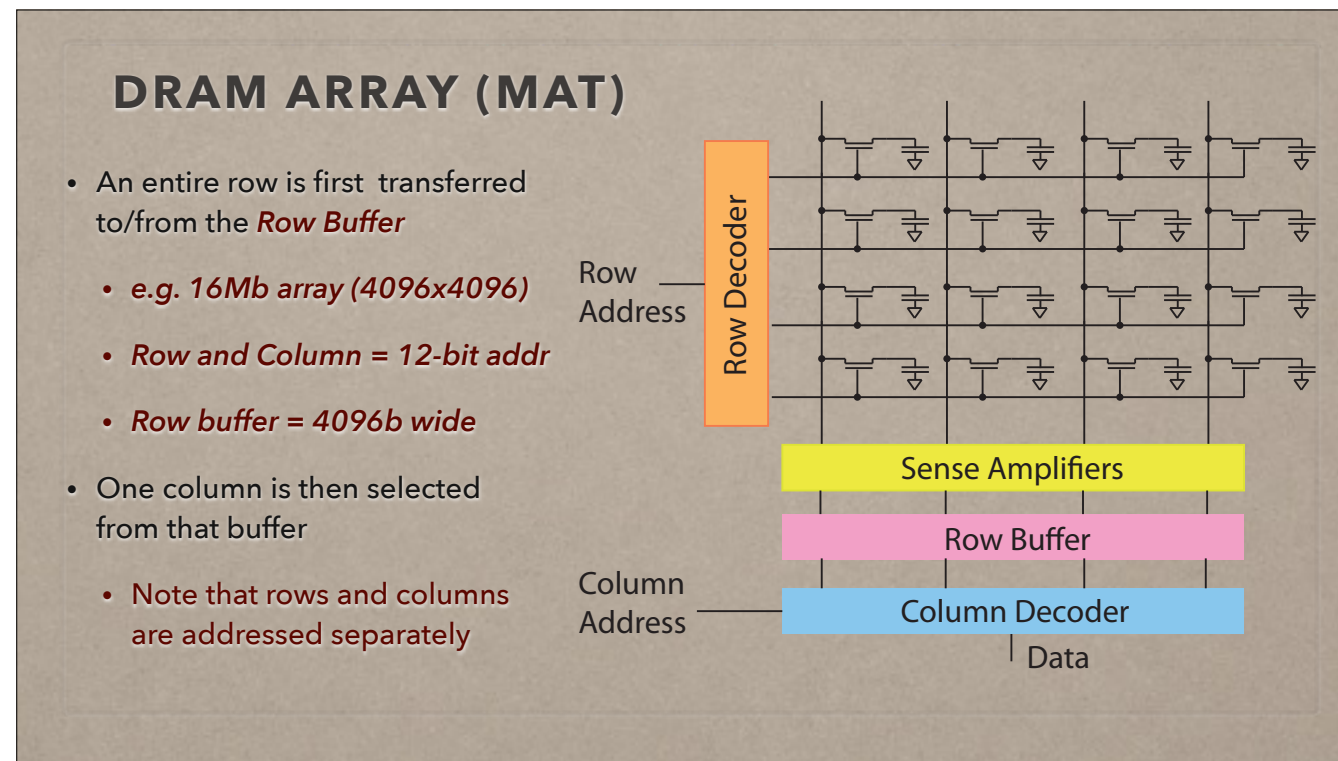 DRAM ARRAY (MAT)
• An entire row is first transferred
to/from the Row Buffer
• e.g. 16Mb array (4096x4096)
• Row and Column = 12-bit addr
• Row buffer = 4096b wide
• One column is then selected
from that buffer
• Note that rows and columns
are addressed separately
Row
Address
Row Decoder
Sense Amplifiers
Row Buffer
Column
Address
Column Decoder
Data